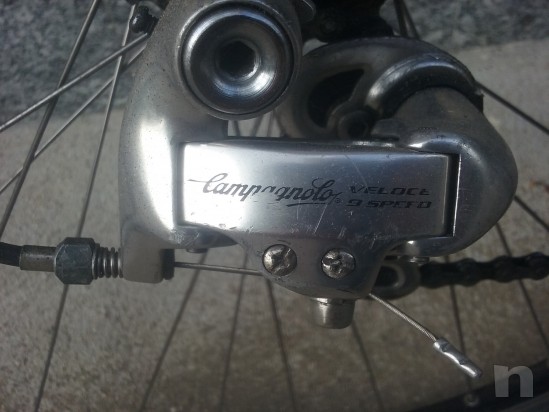 Campagnolo VELOCE
9 SPEED
n